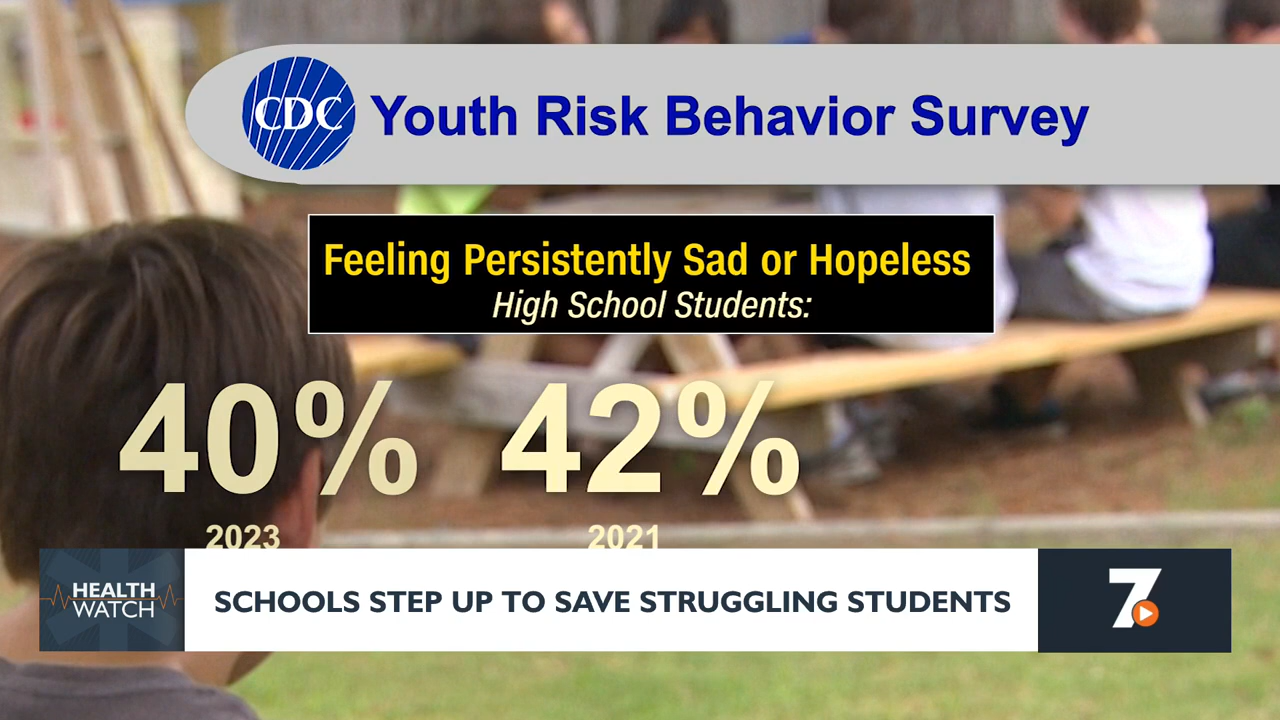 CDC Youth Risk Behavior Survey
Feeling Persistently Sad or Hopeless
High School Students:
40% 42%
2023 2021
HEALTH
WATCH
SCHOOLS STEP UP TO SAVE STRUGGLING STUDENTS
7